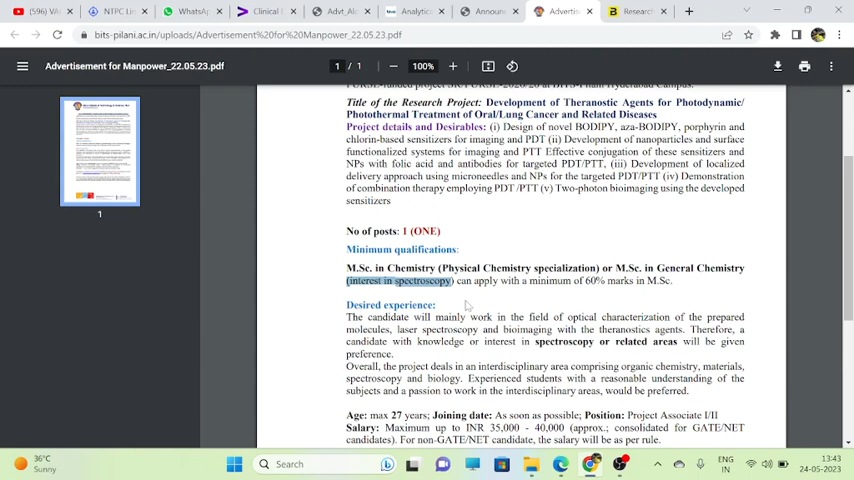 (596) VA
NTPC Lin
WhatsAp
Clinical D
Advt_Alo
Analytico
Announc
Advertise
Research
bits-pilani.ac.in/uploads/Advertisement%20for%20Manpower_22.05.23.pdf
Advertisement for Manpower_22.05.23.pdf
1 / 1
100%
Title of the Research Project: Development of Theranostic Agents for Photodynamic/
Photothermal Treatment of Oral/Lung Cancer and Related Diseases
Project details and Desirables: (i) Design of novel BODIPY, aza-BODIPY, porphyrin and
chlorin-based sensitizers for imaging and PDT (ii) Development of nanoparticles and surface
functionalized systems for imaging and PTT Effective conjugation of these sensitizers and
NPs with folic acid and antibodies for targeted PDT/PTT, (iii) Development of localized
delivery approach using microneedles and NPs for the targeted PDT/PTT (iv) Demonstration
of combination therapy employing PDT /PTT (v) Two-photon bioimaging using the developed
sensitizers
No of posts: 1 (ONE)
Minimum qualifications:
M.Sc. in Chemistry (Physical Chemistry specialization) or M.Sc. in General Chemistry
(interest in spectroscopy) can apply with a minimum of 60% marks in M.Sc.
Desired experience:
The candidate will mainly work in the field of optical characterization of the prepared
molecules, laser spectroscopy and bioimaging with the theranostics agents. Therefore, a
candidate with knowledge or interest in spectroscopy or related areas will be given
preference.
Overall, the project deals in an interdisciplinary area comprising organic chemistry, materials,
spectroscopy and biology. Experienced students with a reasonable understanding of the
subjects and a passion to work in the interdisciplinary areas, would be preferred.
Age: max 27 years; Joining date: As soon as possible; Position: Project Associate I/II
Salary: Maximum up to INR 35,000 - 40,000 (approx.; consolidated for GATE/NET
candidates). For non-GATE/NET candidate, the salary will be as per rule.
1
36°C
Sunny
Search
ENG
IN
13:43
24-05-2023